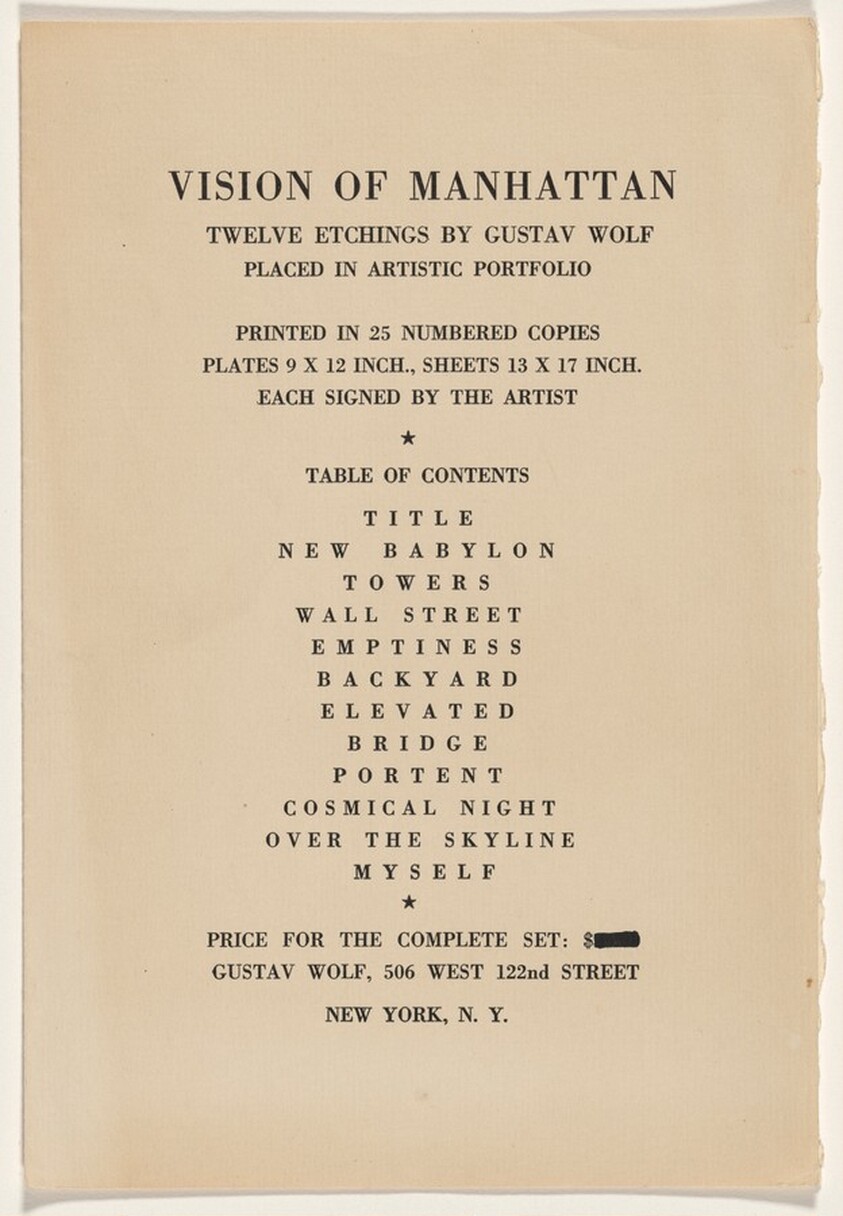 VISION OF MANHATTAN
TWELVE ETCHINGS BY GUSTAV WOLF
PLACED IN ARTISTIC PORTFOLIO
PRINTED IN 25 NUMBERED COPIES
PLATES 9 X 12 INCH., SHEETS 13 X 17 INCH.
EACH SIGNED BY THE ARTIST
★
TABLE OF CONTENTS
TITLE
NEW BABYLON
TOWERS
WALL STREET
EMPTINESS
BACKYARD
ELEVATED
BRIDGE
PORTENT
COSMICAL NIGHT
OVER THE SKYLINE
MYSELF
★
PRICE FOR THE COMPLETE SET: $
GUSTAV WOLF, 506 WEST 122nd STREET
NEW YORK, N. Y.